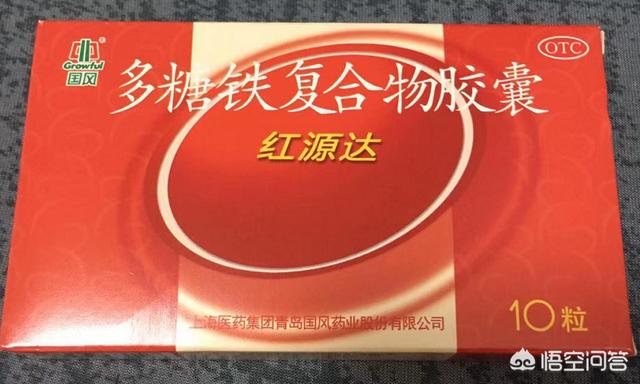 Growful
国风
OTC
多糖铁复合物胶囊
红源达
上海医药集团青岛国风药业股份有限公司
10粒
悟空问答